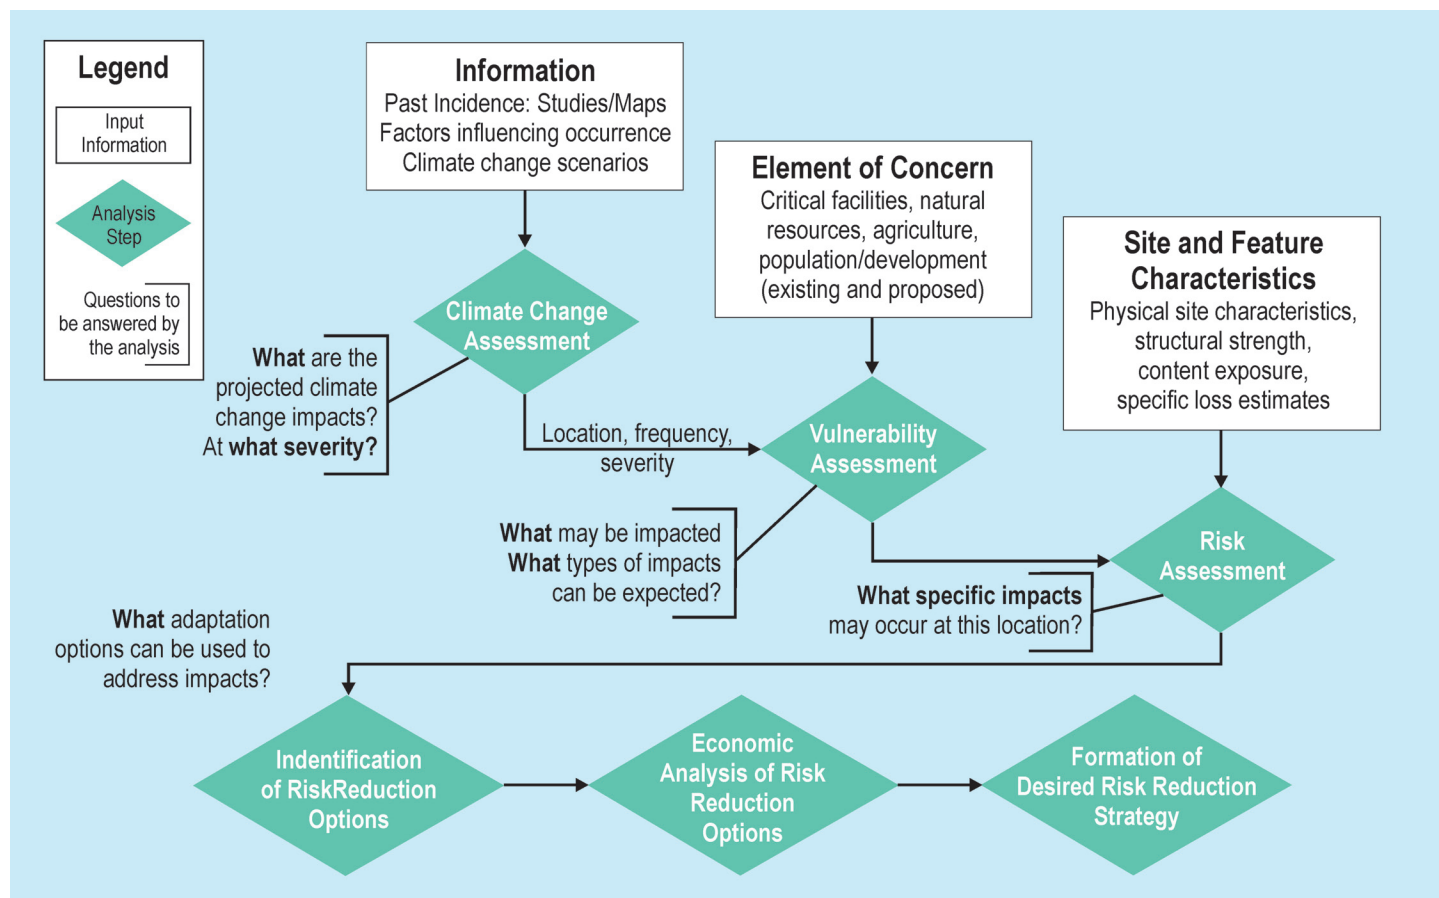 Legend
Input
Information
Analysis
Step
Questions to
be answered by
the analysis
Information
Past Incidence: Studies/Maps
Factors influencing occurrence
Climate change scenarios
Element of Concern
Critical facilities, natural
resources, agriculture,
population/development
(existing and proposed)
Site and Feature
Characteristics
Physical site characteristics,
structural strength,
content exposure,
specific loss estimates
Climate Change
Assessment
What are the
projected climate
change impacts?
At what severity?
Location, frequency,
severity
Vulnerability
Assessment
What may be impacted
What types of impacts
can be expected?
Risk
Assessment
What specific impacts
may occur at this location?
What adaptation
options can be used to
address impacts?
Indentification
of RiskReduction
Options
Economic
Analysis of Risk
Reduction
Options
Formation of
Desired Risk Reduction
Strategy